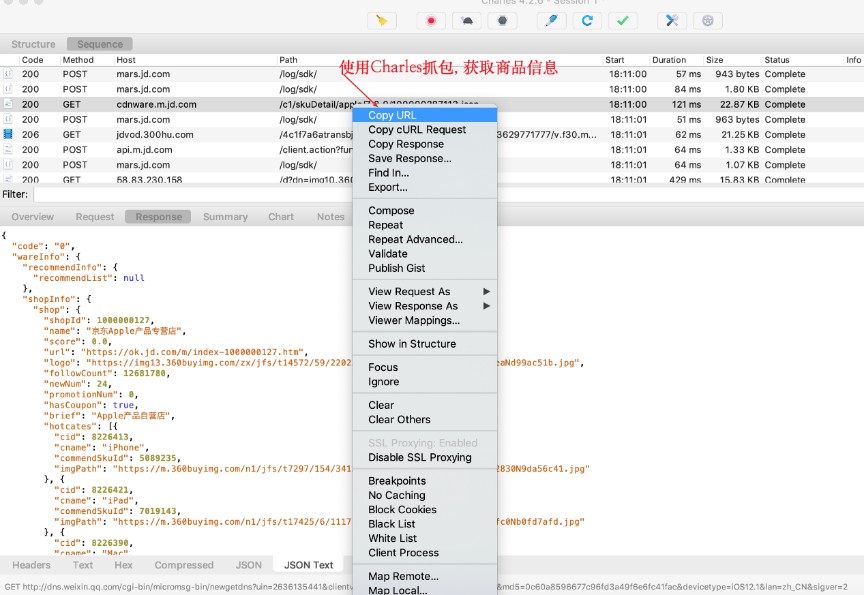 Charles 4.2.6 - Session 1 *
Structure Sequence
Code Method Host Path Start Duration Size Status Info
使用Charles抓包, 获取商品信息
200 POST mars.jd.com /log/sdk/ 18:11:00 57 ms 943 bytes Complete
200 POST mars.jd.com /log/sdk/ 18:11:00 84 ms 1.80 KB Complete
200 GET cdnware.m.jd.com /c1/skuDetail/apple/7.8.0/100000287113.json 18:11:00 121 ms 22.87 KB Complete
200 POST mars.jd.com /log/sdk/ 18:11:01 51 ms 963 bytes Complete
206 GET jdvod.300hu.com /4c1f7a6atransbj 3629771777/v.f30.m... 18:11:01 62 ms 21.25 KB Complete
200 POST api.m.jd.com /client.action?fun 18:11:01 64 ms 1.33 KB Complete
200 POST mars.jd.com /log/sdk/ 18:11:01 64 ms 1.07 KB Complete
200 GET 58.83.230.158 /d?dn=img10.360 18:11:01 429 ms 15.83 KB Complete
Filter:
Overview Request Response Summary Chart Notes
Copy URL
Copy cURL Request
Copy Response
Save Response...
Find In...
Export...
Compose
Repeat
Repeat Advanced...
Validate
Publish Gist
View Request As
View Response As
Viewer Mappings...
Show in Structure
Focus
Ignore
Clear
Clear Others
SSL Proxying: Enabled
Disable SSL Proxying
Breakpoints
No Caching
Block Cookies
Black List
White List
Client Process
Map Remote...
Map Local...
{
"code": "0",
"wareInfo": {
"recommendInfo": {
"recommendList": null
},
"shopInfo": {
"shop": {
"shopId": 1000000127,
"name": "京东Apple产品专营店",
"score": 0.0,
"url": "https://ok.jd.com/m/index-1000000127.htm",
"logo": "https://img13.360buyimg.com/zx/jfs/t14572/59/2202 eaNd99ac51b.jpg",
"followCount": 12681780,
"newNum": 24,
"promotionNum": 0,
"hasCoupon": true,
"brief": "Apple产品自营店",
"hotcates": [{
"cid": 8226413,
"cname": "iPhone",
"commendSkuId": 5089235,
"imgPath": "https://m.360buyimg.com/n1/jfs/t7297/154/341 2830N9da56c41.jpg"
}, {
"cid": 8226421,
"cname": "iPad",
"commendSkuId": 7019143,
"imgPath": "https://m.360buyimg.com/n1/jfs/t17425/6/1117 fc0Nb0fd7afd.jpg"
}, {
"cid": 8226390,
"cname": "Mac"
Headers Text Hex Compressed JSON JSON Text
GET http://dns.weixin.qq.com/cgi-bin/micromsg-bin/newgetdns?uin=2636135441&clientv &md5=0c60a8596677c96fd3a49f6e6fc41fac&devicetype=iOS12.1&lan=zh_CN&sigver=2